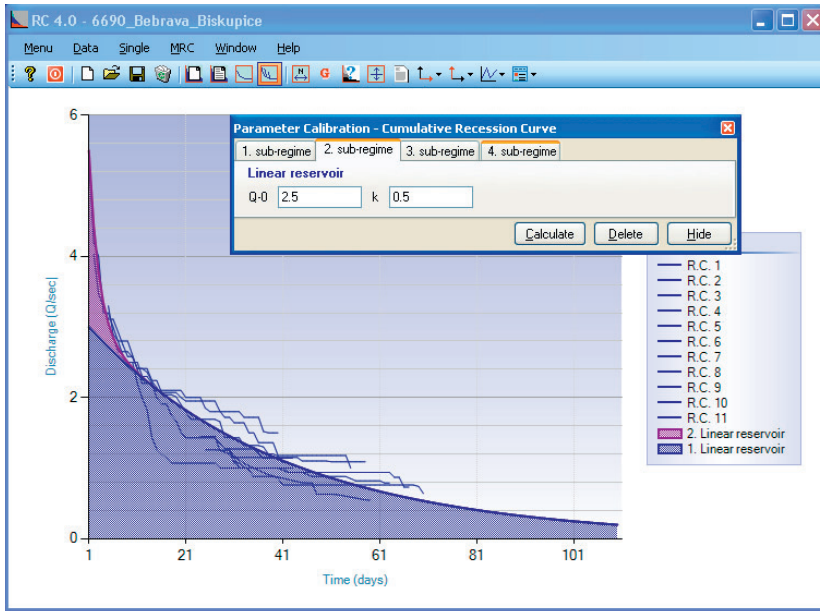 RC 4.0 - 6690_Bebrava_Biskupice
Menu Data Single MRC Window Help
Parameter Calibration - Cumulative Recession Curve
1. sub-regime 2. sub-regime 3. sub-regime 4. sub-regime
Linear reservoir
Q-0 2.5 k 0.5
Calculate Delete Hide
6
4
2
0
Discharge (Q/sec)
1 21 41 61 81 101
Time (days)
R.C. 1
R.C. 2
R.C. 3
R.C. 4
R.C. 5
R.C. 6
R.C. 7
R.C. 8
R.C. 9
R.C. 10
R.C. 11
2. Linear reservoir
1. Linear reservoir